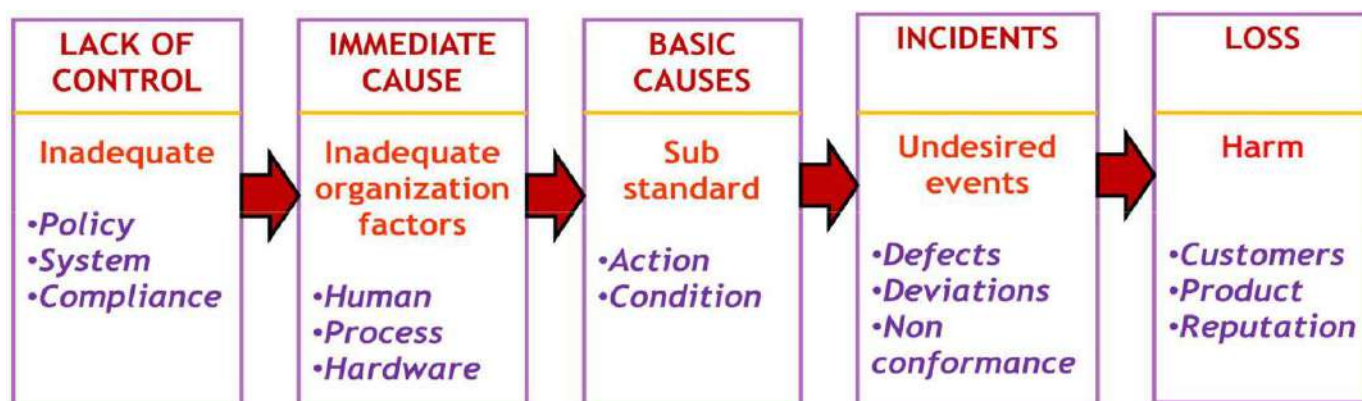 LACK OF
CONTROL
Inadequate
•Policy
•System
•Compliance
IMMEDIATE
CAUSE
Inadequate
organization
factors
•Human
•Process
•Hardware
BASIC
CAUSES
Sub
standard
•Action
•Condition
INCIDENTS
Undesired
events
•Defects
•Deviations
•Non
conformance
LOSS
Harm
•Customers
•Product
•Reputation